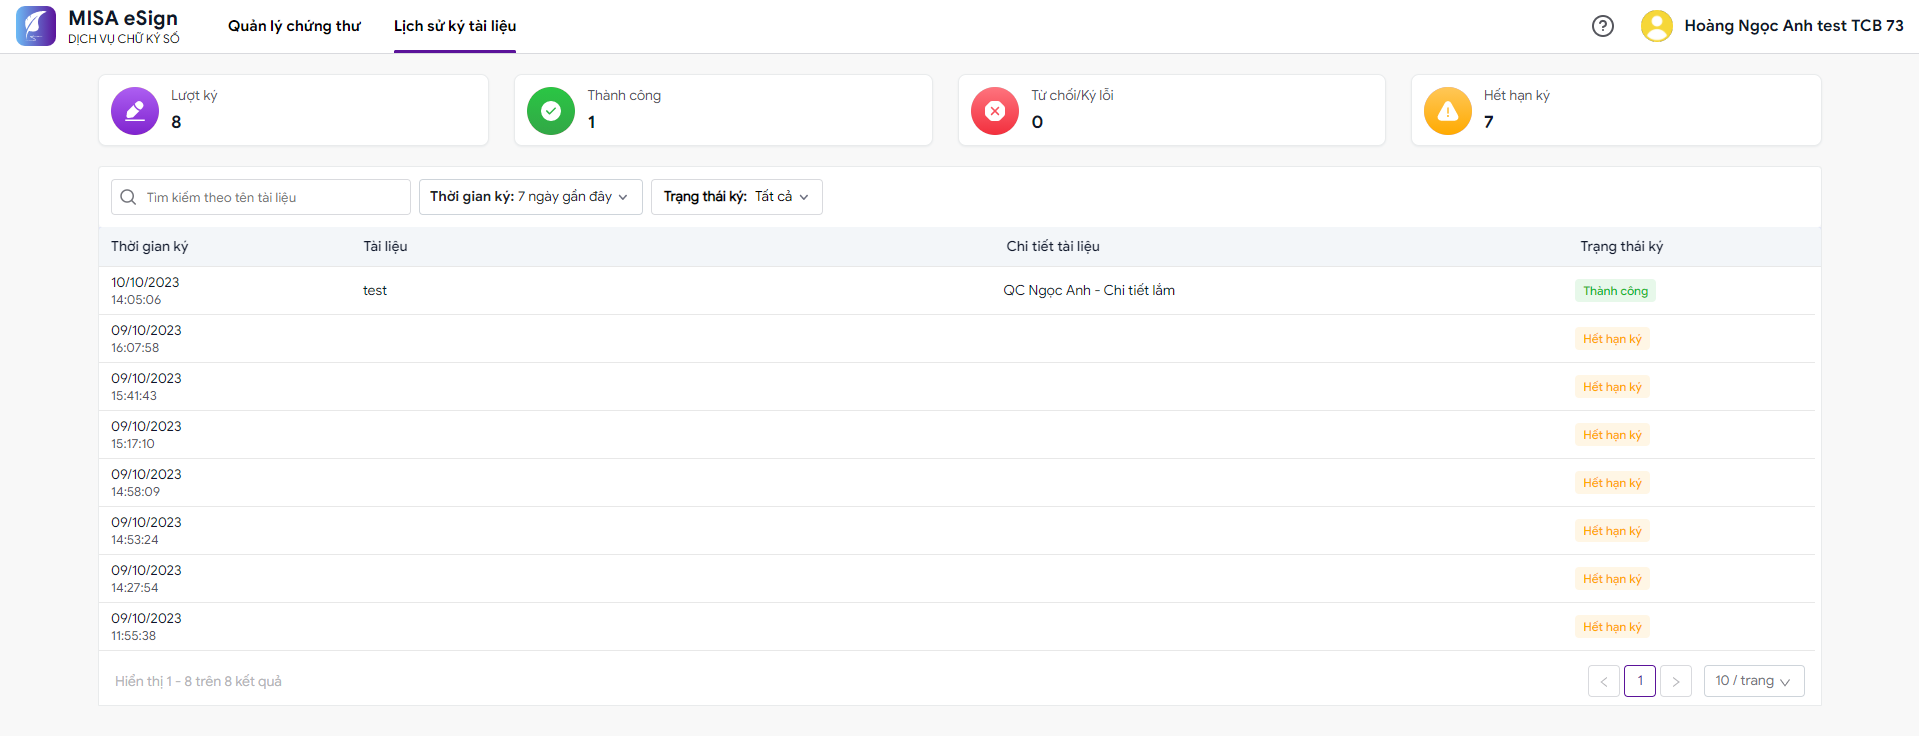 MISA eSign
DỊCH VỤ CHỮ KÝ SỐ
Quản lý chứng thư
Lịch sử ký tài liệu
Hoàng Ngọc Anh test TCB 73
Lượt ký
8
Thành công
1
Từ chối/Ký lỗi
0
Hết hạn ký
7
Tìm kiếm theo tên tài liệu
Thời gian ký: 7 ngày gần đây
Trạng thái ký: Tất cả
Thời gian ký Tài liệu Chi tiết tài liệu Trạng thái ký
10/10/2023
14:05:06
test
QC Ngọc Anh - Chi tiết lắm
Thành công
09/10/2023
16:07:58
Hết hạn ký
09/10/2023
15:41:43
Hết hạn ký
09/10/2023
15:17:10
Hết hạn ký
09/10/2023
14:58:09
Hết hạn ký
09/10/2023
14:53:24
Hết hạn ký
09/10/2023
14:27:54
Hết hạn ký
09/10/2023
11:55:38
Hết hạn ký
Hiển thị 1 - 8 trên 8 kết quả
< 1 >
10 / trang